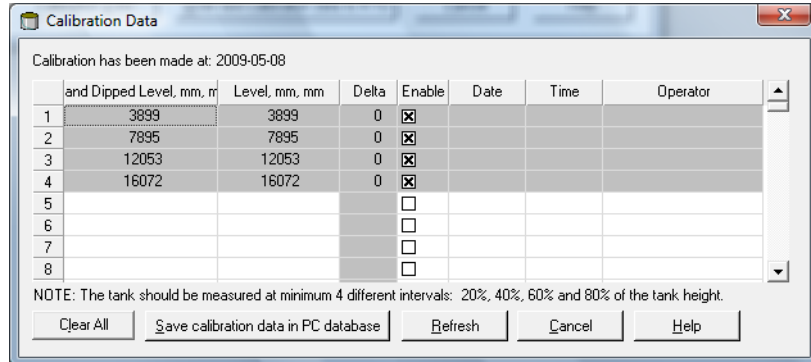 Calibration Data
Calibration has been made at: 2009-05-08
and Dipped Level, mm, m Level, mm, mm Delta Enable Date Time Operator
1 3899 3899 0
2 7895 7895 0
3 12053 12053 0
4 16072 16072 0
5
6
7
8
NOTE: The tank should be measured at minimum 4 different intervals: 20%, 40%, 60% and 80% of the tank height.
Clear All Save calibration data in PC database Refresh Cancel Help